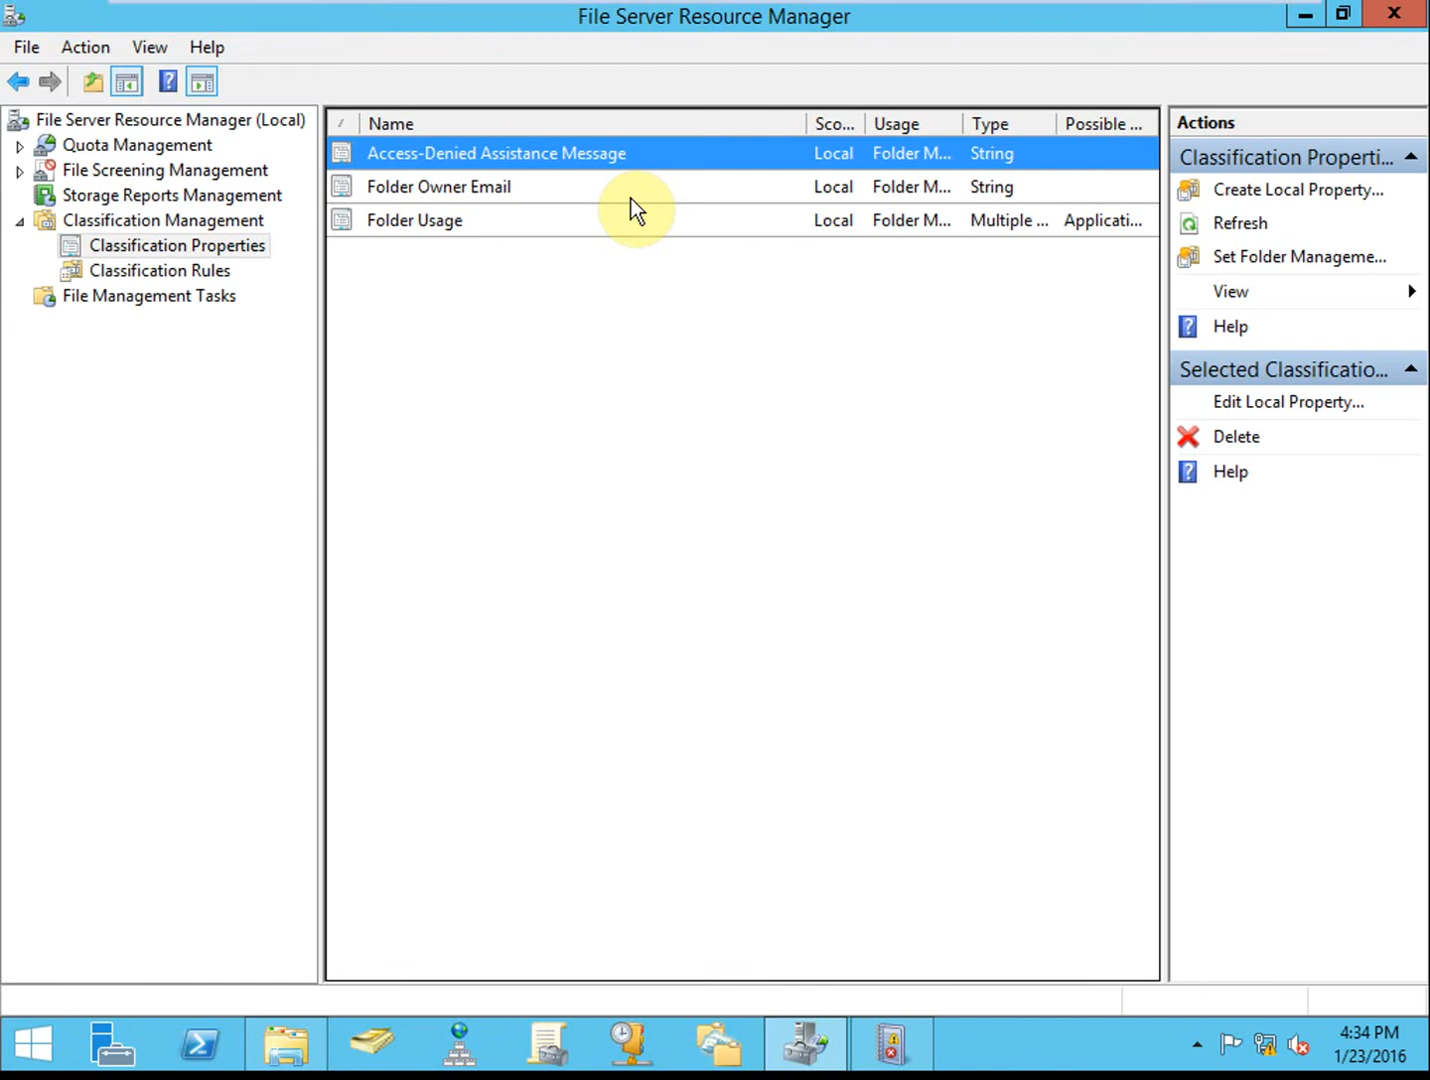 File Server Resource Manager
File Action View Help
File Server Resource Manager (Local)
Quota Management
File Screening Management
Storage Reports Management
Classification Management
Classification Properties
Classification Rules
File Management Tasks
Name Sco... Usage Type Possible ...
Access-Denied Assistance Message Local Folder M... String
Folder Owner Email Local Folder M... String
Folder Usage Local Folder M... Multiple ... Applicati...
Actions
Classification Properti...
Create Local Property...
Refresh
Set Folder Manageme...
View
Help
Selected Classificatio...
Edit Local Property...
Delete
Help
4:34 PM
1/23/2016